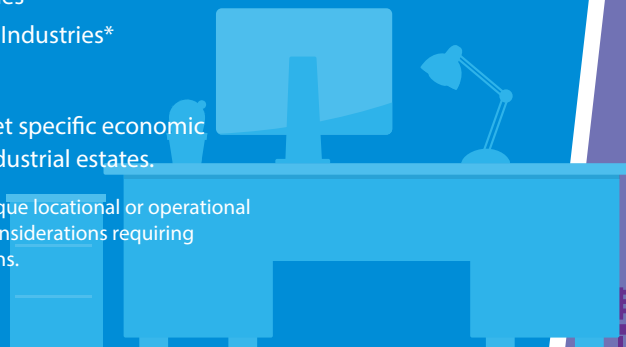 Industries*
et specific economic
dustrial estates.
que locational or operational
nsiderations requiring
ns.